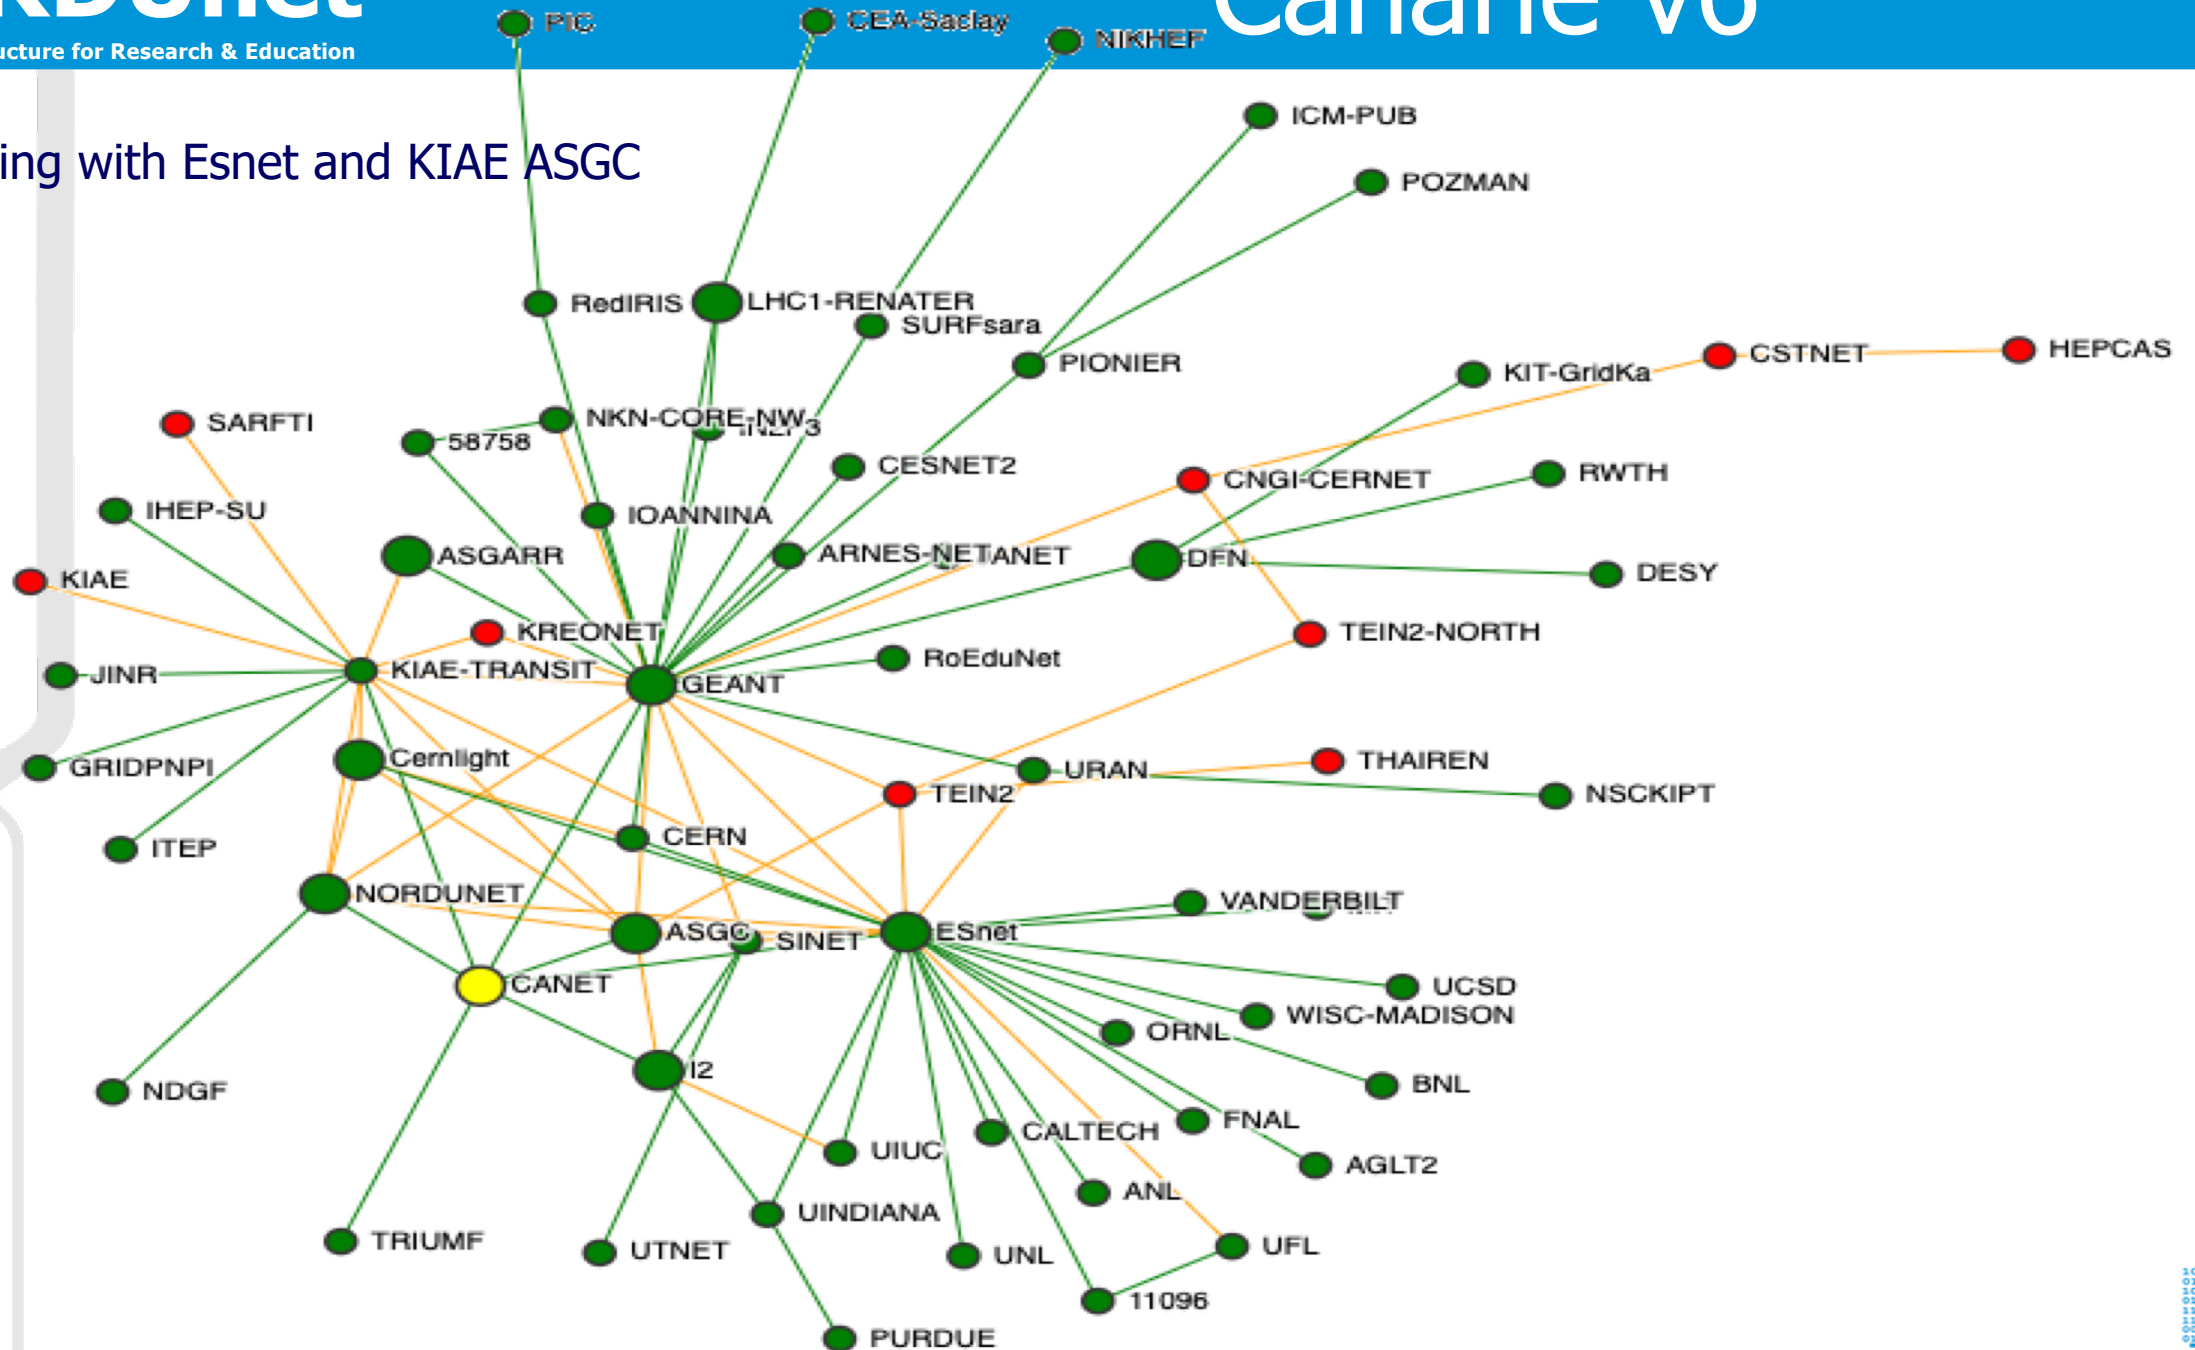 PIC
CEA-Saclay
NIKHEF
Canarie v6
ucture for Research & Education
ing with Esnet and KIAE ASGC
ICM-PUB
POZMAN
RedIRIS
LHC1-RENATER
SURFsara
PIONIER
CSTNET
HEPCAS
KIT-GridKa
SARFTI
NKN-CORE-NW
58758
CESNET2
CNGI-CERNET
RWTH
IHEP-SU
IOANNINA
ASGARR
ARNES-NET
DFN
DESY
KIAE
KREONET
TEIN2-NORTH
JINR
KIAE-TRANSIT
GEANT
RoEduNet
GRIDPNPI
Cernlight
URAN
THAIREN
TEIN2
NSCKIPT
ITEP
CERN
NORDUNET
VANDERBILT
ASGC
SINET
ESnet
CANET
UCSD
WISC-MADISON
ORNL
NDGF
I2
BNL
CALTECH
FNAL
UIUC
AGLT2
ANL
UINDIANA
TRIUMF
UTNET
UNL
UFL
11096
PURDUE